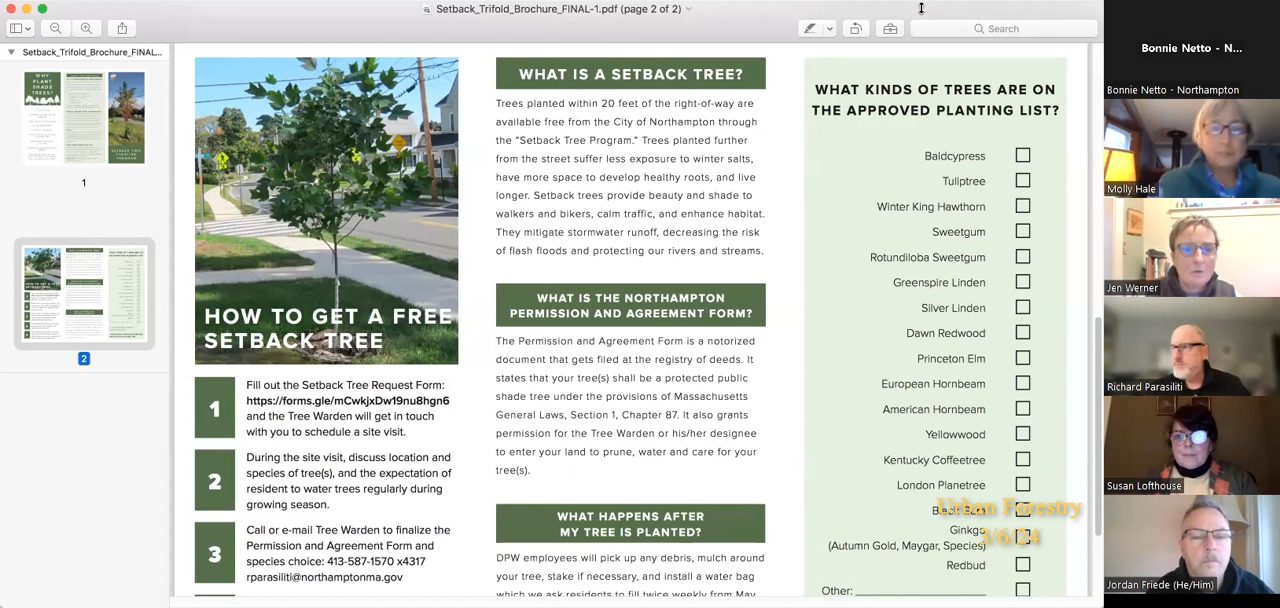 Setback_Trifold_Brochure_FINAL-1.pdf (page 2 of 2)
Search
Setback_Trifold_Brochure_FINAL...
1
2
HOW TO GET A FREE
SETBACK TREE
1
Fill out the Setback Tree Request Form:
https://forms.gle/mCwkjxDw19nu8hgn6
and the Tree Warden will get in touch
with you to schedule a site visit.
2
During the site visit, discuss location and
species of tree(s), and the expectation of
resident to water trees regularly during
growing season.
3
Call or e-mail Tree Warden to finalize the
Permission and Agreement Form and
species choice: 413-587-1570 x4317
rparasiliti@northamptonma.gov
WHAT IS A SETBACK TREE?
Trees planted within 20 feet of the right-of-way are
available free from the City of Northampton through
the "Setback Tree Program." Trees planted further
from the street suffer less exposure to winter salts,
have more space to develop healthy roots, and live
longer. Setback trees provide beauty and shade to
walkers and bikers, calm traffic, and enhance habitat.
They mitigate stormwater runoff, decreasing the risk
of flash floods and protecting our rivers and streams.
WHAT IS THE NORTHAMPTON
PERMISSION AND AGREEMENT FORM?
The Permission and Agreement Form is a notarized
document that gets filed at the registry of deeds. It
states that your tree(s) shall be a protected public
shade tree under the provisions of Massachusetts
General Laws, Section 1, Chapter 87. It also grants
permission for the Tree Warden or his/her designee
to enter your land to prune, water and care for your
tree(s).
WHAT HAPPENS AFTER
MY TREE IS PLANTED?
DPW employees will pick up any debris, mulch around
your tree, stake if necessary, and install a water bag
which we ask residents to fill twice weekly from May
WHAT KINDS OF TREES ARE ON
THE APPROVED PLANTING LIST?
Baldcypress
Tuliptree
Winter King Hawthorn
Sweetgum
Rotundiloba Sweetgum
Greenspire Linden
Silver Linden
Dawn Redwood
Princeton Elm
European Hornbeam
American Hornbeam
Yellowwood
Kentucky Coffeetree
London Planetree
Ginkgo
(Autumn Gold, Maygar, Species)
Redbud
Other:
Urban Forestry
3/6/24
Bonnie Netto - N...
Bonnie Netto - Northampton
Molly Hale
Jen Werner
Richard Parasiliti
Susan Lofthouse
Jordan Friede (He/Him)